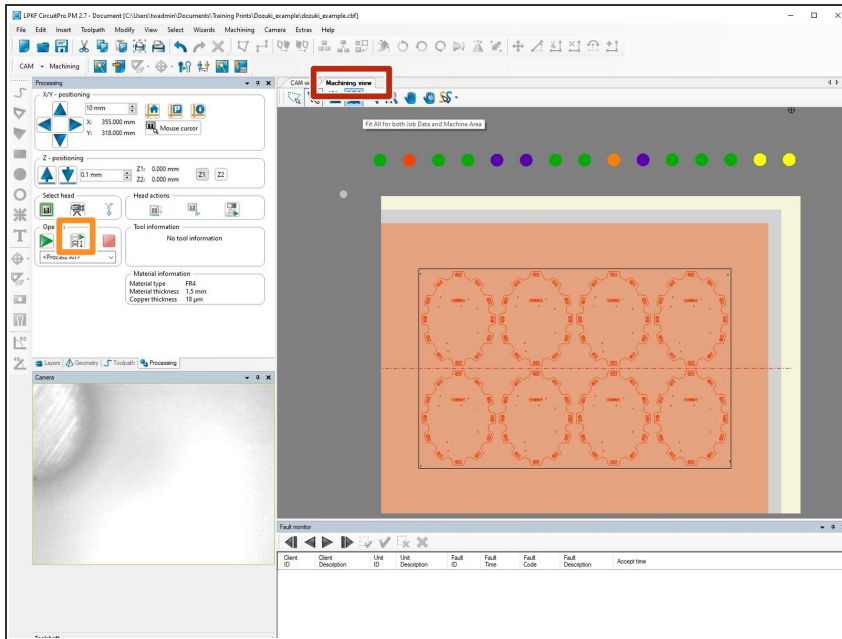 LPKF CircuitPro PM 2.7 - Document [C:\Users\twadmin\Documents\Training Prints\Dozuki_example\dozuki_example.cbf]
File Edit Insert Toolpath Modify View Select Wizards Machining Camera Extras Help
CAM - Machining
Processing
CAM
Machining view
X/Y - positioning
10 mm
X: 355.000 mm
Y: 318.000 mm
Mouse cursor
Fit All for both Job Data and Machine Area
Z - positioning
0.1 mm
Z1: 0.000 mm
Z2: 0.000 mm
Z1 Z2
Select head
Head actions
Ope
Tool information
No tool information
<Process All>
Material information
Material type FR4
Material thickness 1.5 mm
Copper thickness 18 µm
Layers Geometry Toolpath Processing
Camera
Fault monitor
Client ID
Client Description
Unit ID
Unit Description
Fault ID
Fault Time
Fault Code
Fault Description
Accept time